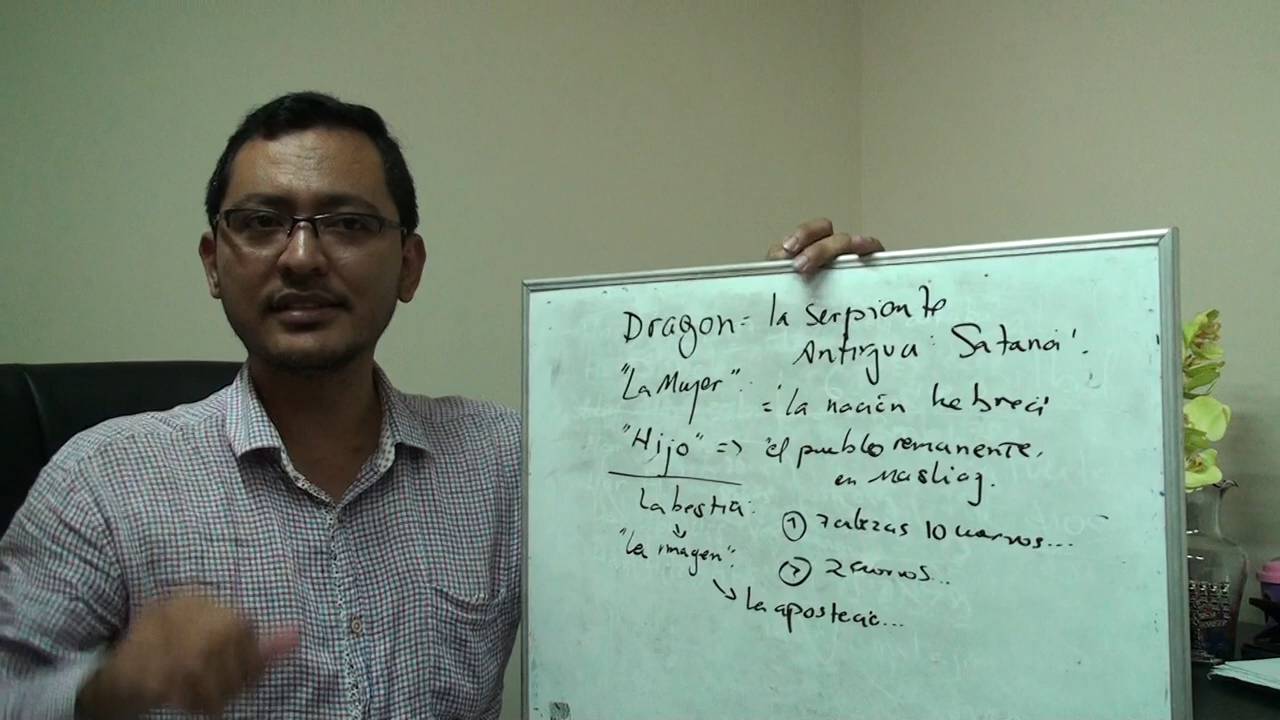 Dragon = la serpiente
Antigua: Satanás.
"La Mujer":
= la nación hebrea
"Hijo" => el pueblo remanente,
en Mashiaj.
La bestia:
① 7 cabezas 10 cuernos...
"La imagen":
② 2 cuernos...
↘ La apostacia...